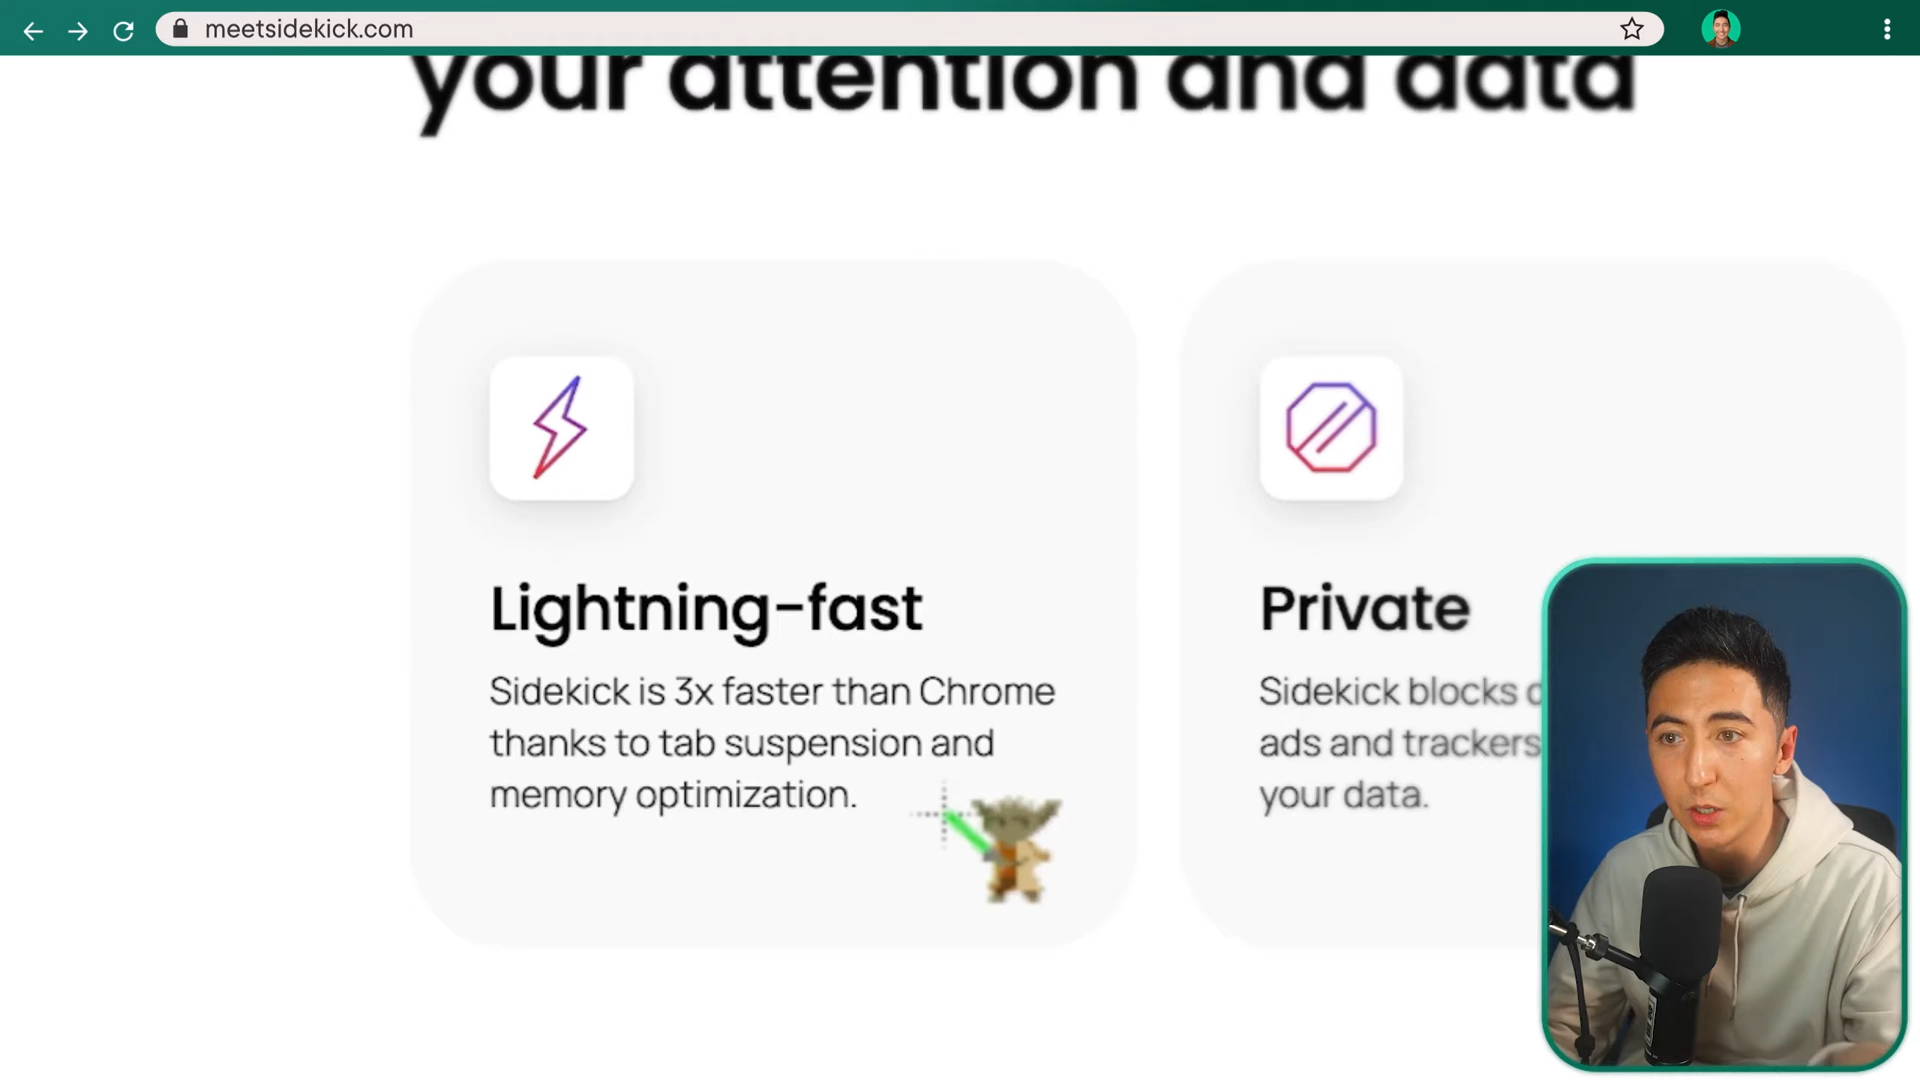 meetsidekick.com
your attention and data
Lightning-fast
Sidekick is 3x faster than Chrome
thanks to tab suspension and
memory optimization.
Private
Sidekick blocks
ads and trackers
your data.